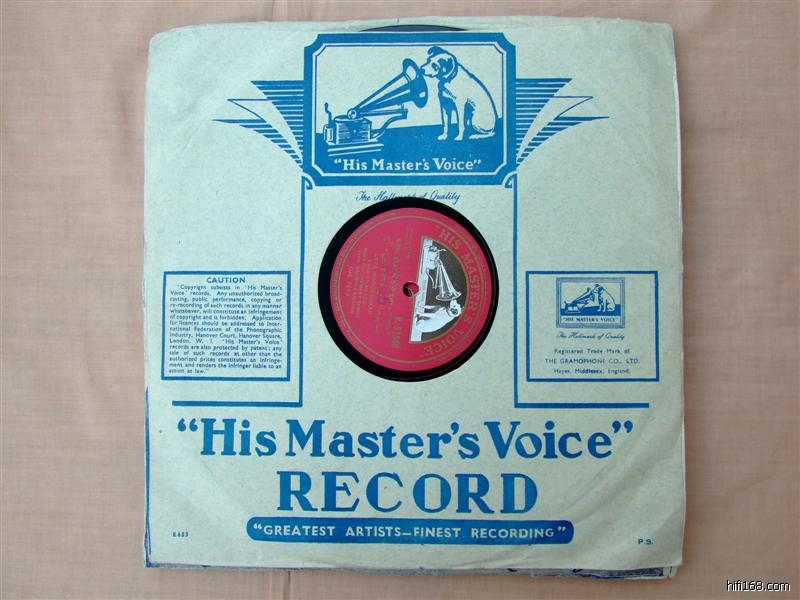 "His Master's Voice"
The Hallmark of Quality
"HIS MASTER'S VOICE"
CAUTION
"Copyright subsists in 'His Master's
Voice' records. Any unauthorized broad-
casting, public performance, copying or
re-recording of such records in any manner
whatsoever, will constitute an infringement
of copyright and is forbidden. Application
for licences should be addressed to Inter-
national Federation of the Phonographic
Industry, Hanover Court, Hanover Square,
London, W. 1. 'His Master's Voice'
records are also protected by patent; any
sale of such records at other than the
authorized prices constitutes an infringe-
ment, and renders the infringer liable to an
action at law."
"HIS MASTER'S VOICE"
The Hallmark of Quality
Registered Trade Mark of
THE GRAMOPHONE CO., LTD.
Hayes, Middlesex, England.
"His Master's Voice"
RECORD
"GREATEST ARTISTS—FINEST RECORDING"
E683
P.S.
hifi168.com